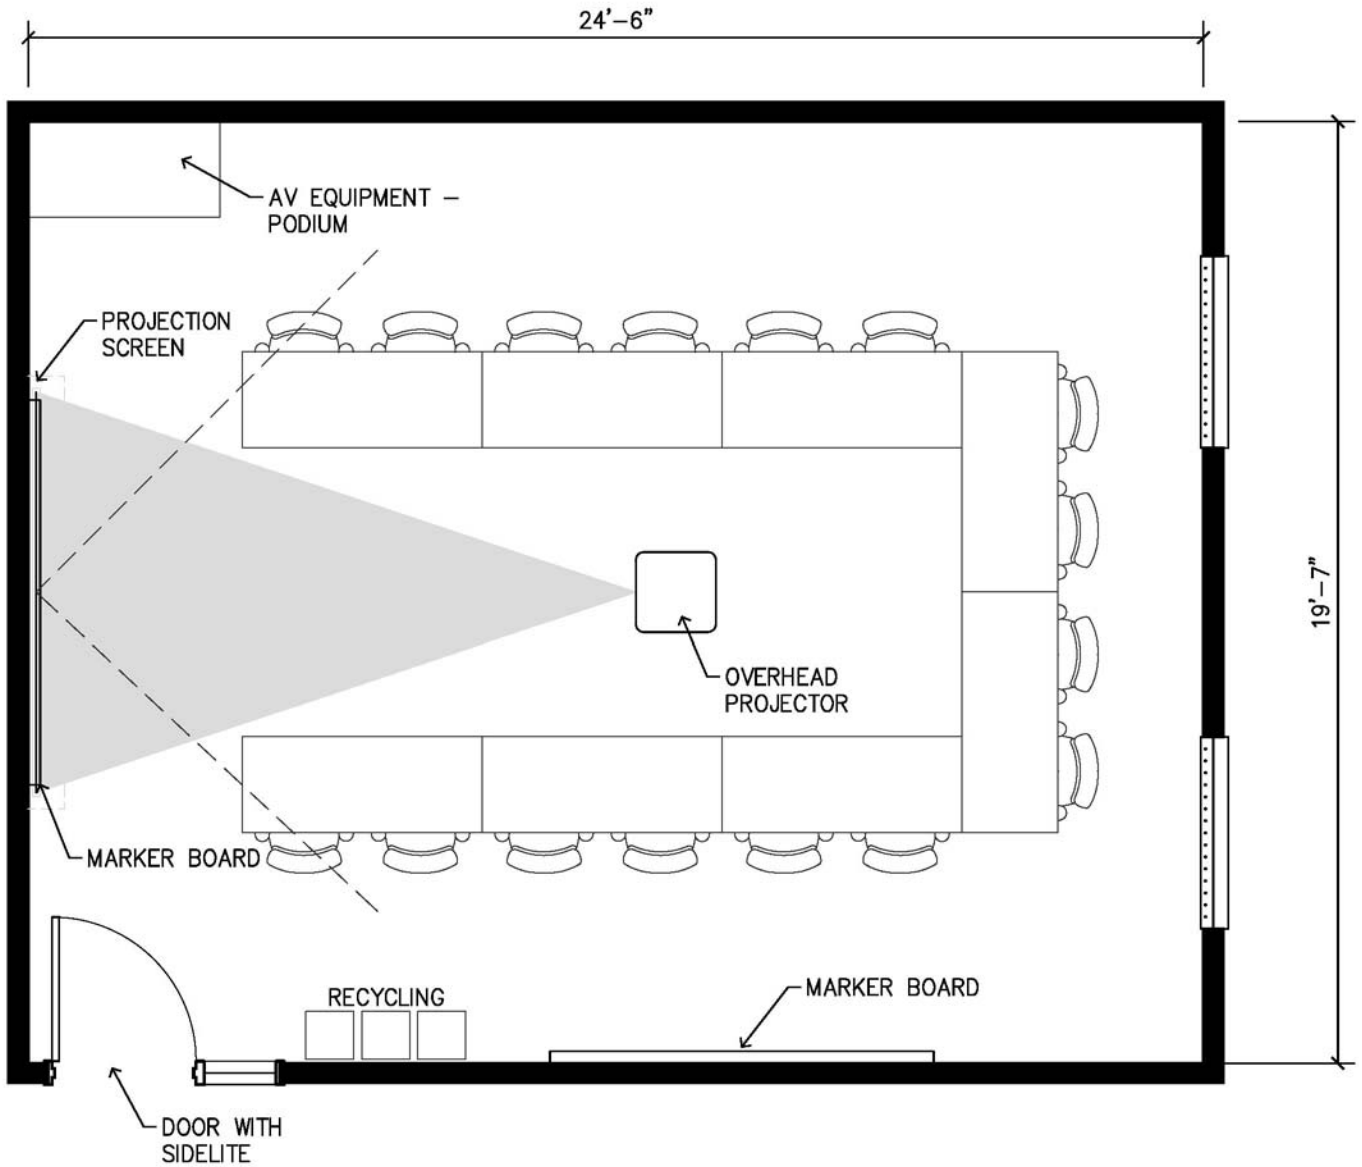 24'-6"
AV EQUIPMENT –
PODIUM
PROJECTION
SCREEN
19'-7"
OVERHEAD
PROJECTOR
MARKER BOARD
RECYCLING
MARKER BOARD
DOOR WITH
SIDELITE